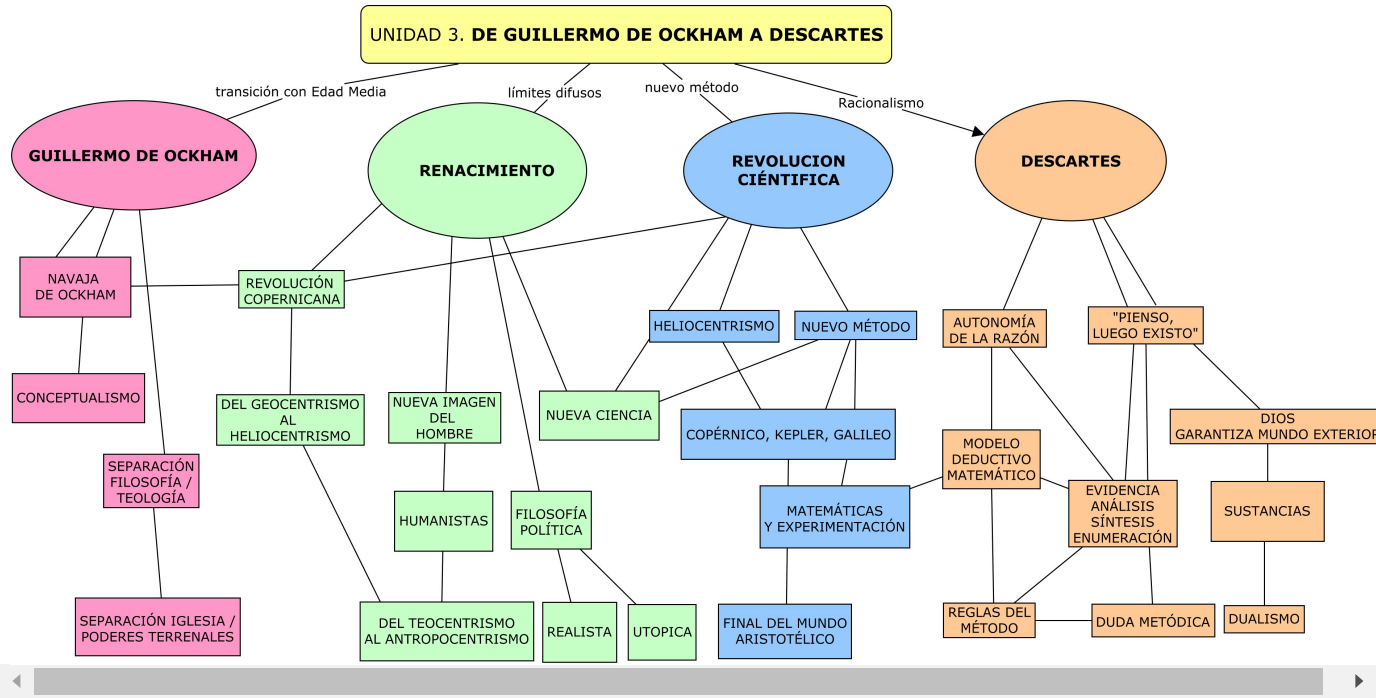 UNIDAD 3. DE GUILLERMO DE OCKHAM A DESCARTES
transición con Edad Media
límites difusos
nuevo método
Racionalismo
GUILLERMO DE OCKHAM
RENACIMIENTO
REVOLUCION
CIÉNTIFICA
DESCARTES
NAVAJA
DE OCKHAM
REVOLUCIÓN
COPERNICANA
HELIOCENTRISMO
NUEVO MÉTODO
AUTONOMÍA
DE LA RAZÓN
"PIENSO,
LUEGO EXISTO"
CONCEPTUALISMO
DEL GEOCENTRISMO
AL
HELIOCENTRISMO
NUEVA IMAGEN
DEL
HOMBRE
NUEVA CIENCIA
COPÉRNICO, KEPLER, GALILEO
MODELO
DEDUCTIVO
MATEMÁTICO
DIOS
GARANTIZA MUNDO EXTERIOR
SEPARACIÓN
FILOSOFÍA /
TEOLOGÍA
HUMANISTAS
FILOSOFÍA
POLÍTICA
MATEMÁTICAS
Y EXPERIMENTACIÓN
EVIDENCIA
ANÁLISIS
SÍNTESIS
ENUMERACIÓN
SUSTANCIAS
SEPARACIÓN IGLESIA /
PODERES TERRENALES
DEL TEOCENTRISMO
AL ANTROPOCENTRISMO
REALISTA
UTOPICA
FINAL DEL MUNDO
ARISTOTÉLICO
REGLAS DEL
MÉTODO
DUDA METÓDICA
DUALISMO